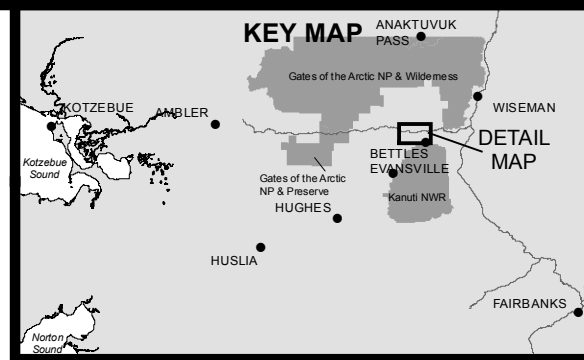 KEY MAP
ANAKTUVUK
PASS
Gates of the Arctic NP & Wilderness
WISEMAN
KOTZEBUE
AMBLER
DETAIL
MAP
Kotzebue
Sound
BETTLES
EVANSVILLE
Gates of the Arctic
NP & Preserve
Kanuti NWR
HUGHES
HUSLIA
FAIRBANKS
Norton
Sound